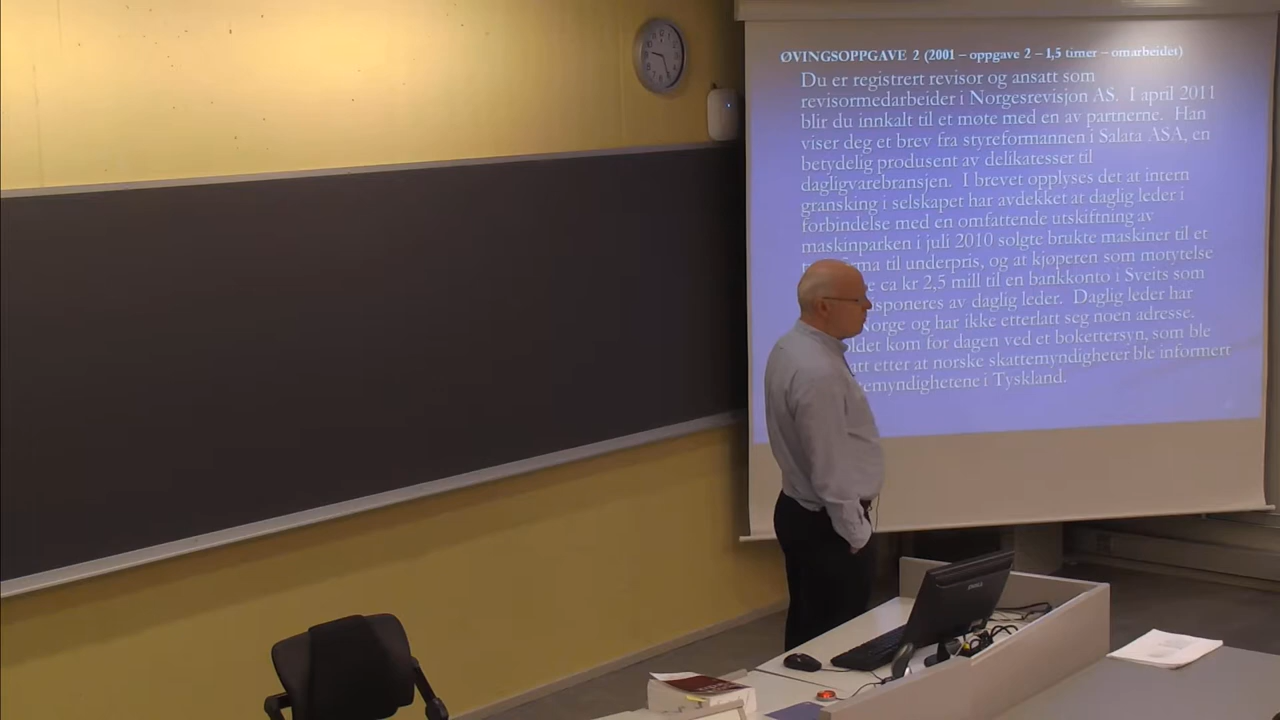 ØVINGSOPPGAVE 2 (2001 – oppgave 2 – 1,5 timer – omarbeidet)
Du er registrert revisor og ansatt som
revisormedarbeider i Norgesrevisjon AS. I april 2011
blir du innkalt til et møte med en av partnerne. Han
viser deg et brev fra styreformannen i Salata ASA, en
betydelig produsent av delikatesser til
dagligvarebransjen. I brevet opplyses det at intern
gransking i selskapet har avdekket at daglig leder i
forbindelse med en omfattende utskiftning av
maskinparken i juli 2010 solgte brukte maskiner til et
til underpris, og at kjøperen som motytelse
ca kr 2,5 mill til en bankkonto i Sveits som
av daglig leder. Daglig leder har
Norge og har ikke etterlatt seg noen adresse.
kom for dagen ved et bokettersyn, som ble
etter at norske skattemyndigheter ble informert
i Tyskland.
DELL